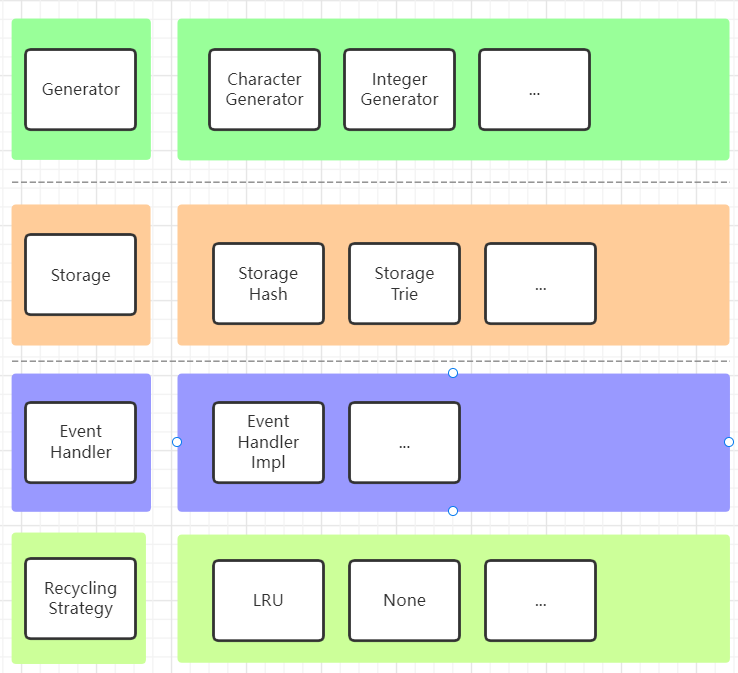 Generator
Character
Generator
Integer
Generator
...
Storage
Storage
Hash
Storage
Trie
...
Event
Handler
Event
Handler
Impl
...
Recycling
Strategy
LRU
None
...